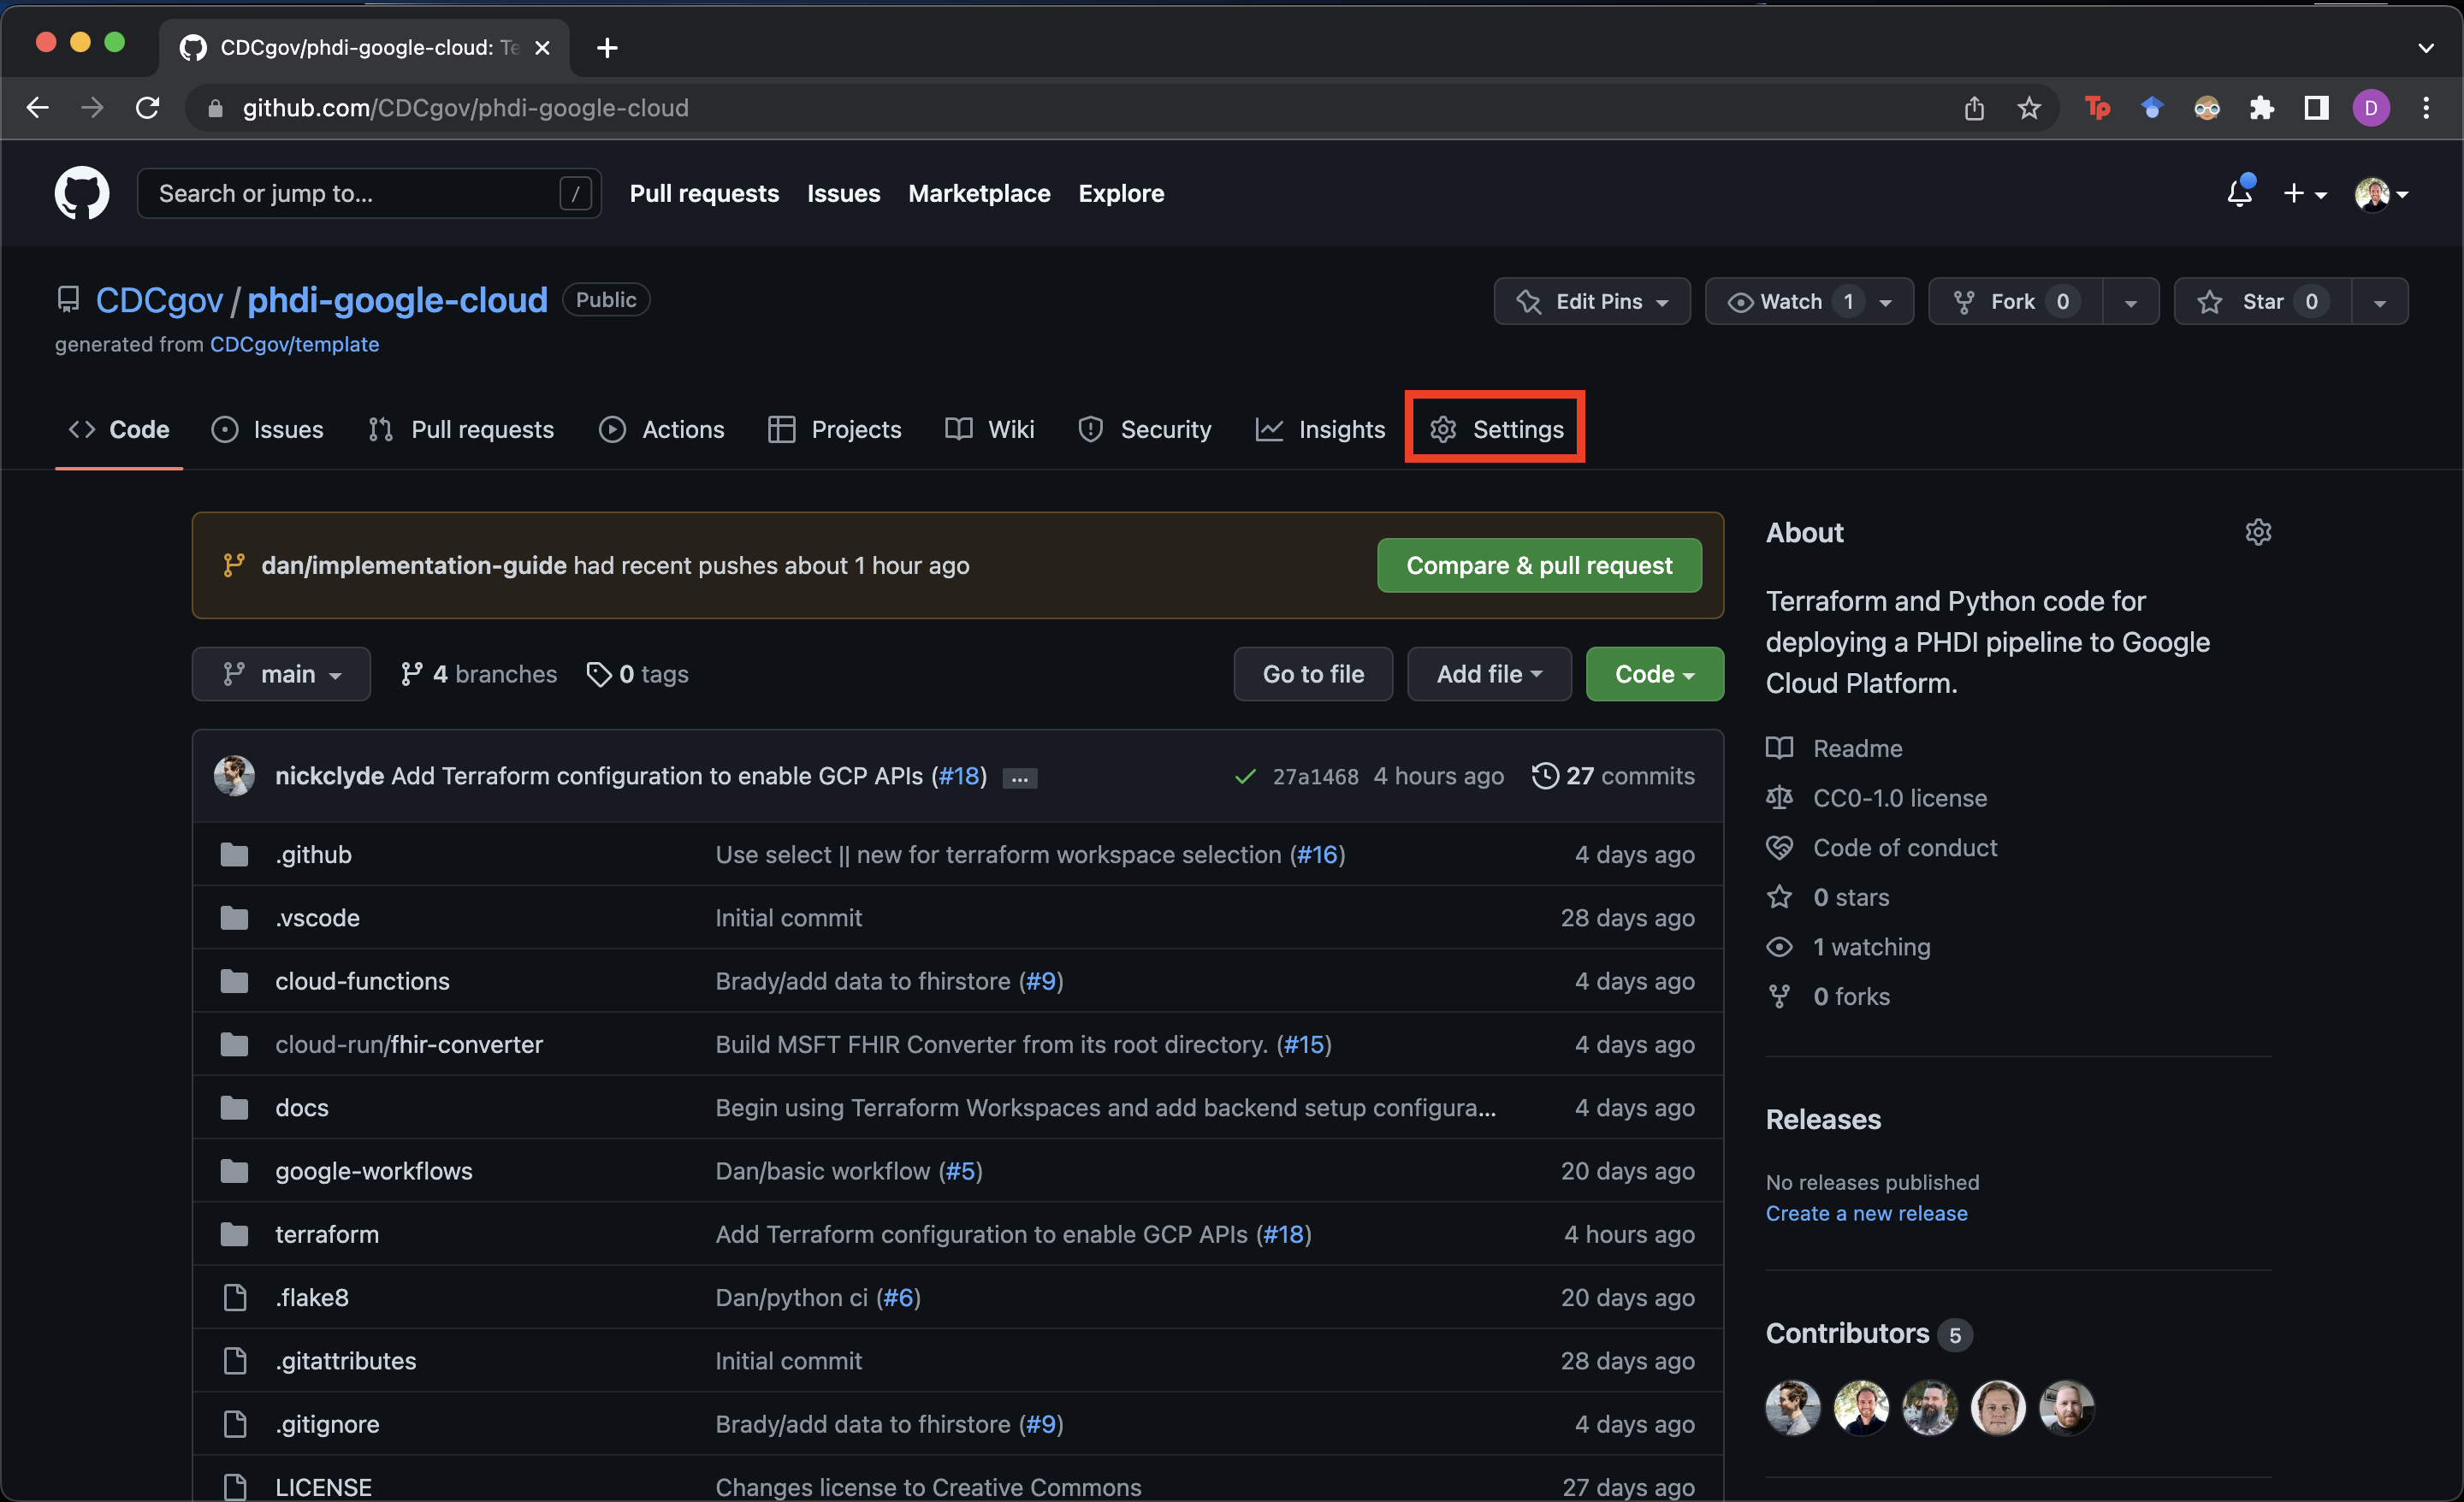 CDCgov/phdi-google-cloud: Te
github.com/CDCgov/phdi-google-cloud
Tp
D
Search or jump to...
/
Pull requests
Issues
Marketplace
Explore
CDCgov / phdi-google-cloud
Public
Edit Pins
Watch 1
Fork 0
Star 0
generated from CDCgov/template
Code
Issues
Pull requests
Actions
Projects
Wiki
Security
Insights
Settings
dan/implementation-guide had recent pushes about 1 hour ago
Compare & pull request
main
4 branches
0 tags
Go to file
Add file
Code
nickclyde Add Terraform configuration to enable GCP APIs (#18) ...
27a1468 4 hours ago
27 commits
.github Use select || new for terraform workspace selection (#16) 4 days ago
.vscode Initial commit 28 days ago
cloud-functions Brady/add data to fhirstore (#9) 4 days ago
cloud-run/fhir-converter Build MSFT FHIR Converter from its root directory. (#15) 4 days ago
docs Begin using Terraform Workspaces and add backend setup configura... 4 days ago
google-workflows Dan/basic workflow (#5) 20 days ago
terraform Add Terraform configuration to enable GCP APIs (#18) 4 hours ago
.flake8 Dan/python ci (#6) 20 days ago
.gitattributes Initial commit 28 days ago
.gitignore Brady/add data to fhirstore (#9) 4 days ago
LICENSE Changes license to Creative Commons 27 days ago
About
Terraform and Python code for
deploying a PHDI pipeline to Google
Cloud Platform.
Readme
CC0-1.0 license
Code of conduct
0 stars
1 watching
0 forks
Releases
No releases published
Create a new release
Contributors 5